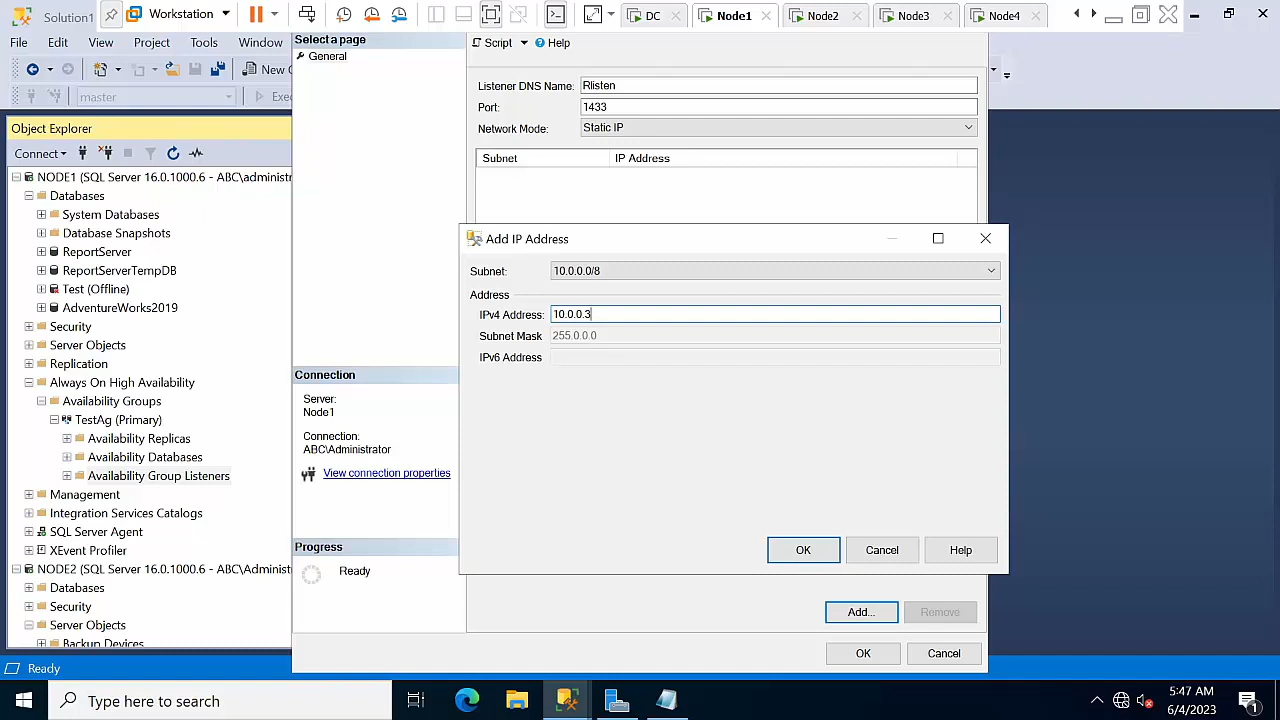 Workstation
DC
Node1
Node2
Node3
Node4
Solution1
File Edit View Project Tools Window
New
master
Exec
Object Explorer
Connect
NODE1 (SQL Server 16.0.1000.6 - ABC\administr
Databases
System Databases
Database Snapshots
ReportServer
ReportServerTempDB
Test (Offline)
AdventureWorks2019
Security
Server Objects
Replication
Always On High Availability
Availability Groups
TestAg (Primary)
Availability Replicas
Availability Databases
Availability Group Listeners
Management
Integration Services Catalogs
SQL Server Agent
XEvent Profiler
NODE2 (SQL Server 16.0.1000.6 - ABC\Administ
Databases
Security
Server Objects
Backup Devices
Select a page
General
Connection
Server:
Node1
Connection:
ABC\Administrator
View connection properties
Progress
Ready
Script
Help
Listener DNS Name: Rlisten
Port: 1433
Network Mode: Static IP
Subnet IP Address
Add IP Address
Subnet: 10.0.0.0/8
Address
IPv4 Address: 10.0.0.3
Subnet Mask 255.0.0.0
IPv6 Address
OK Cancel Help
Add... Remove
OK Cancel
Ready
Type here to search
5:47 AM
6/4/2023
1